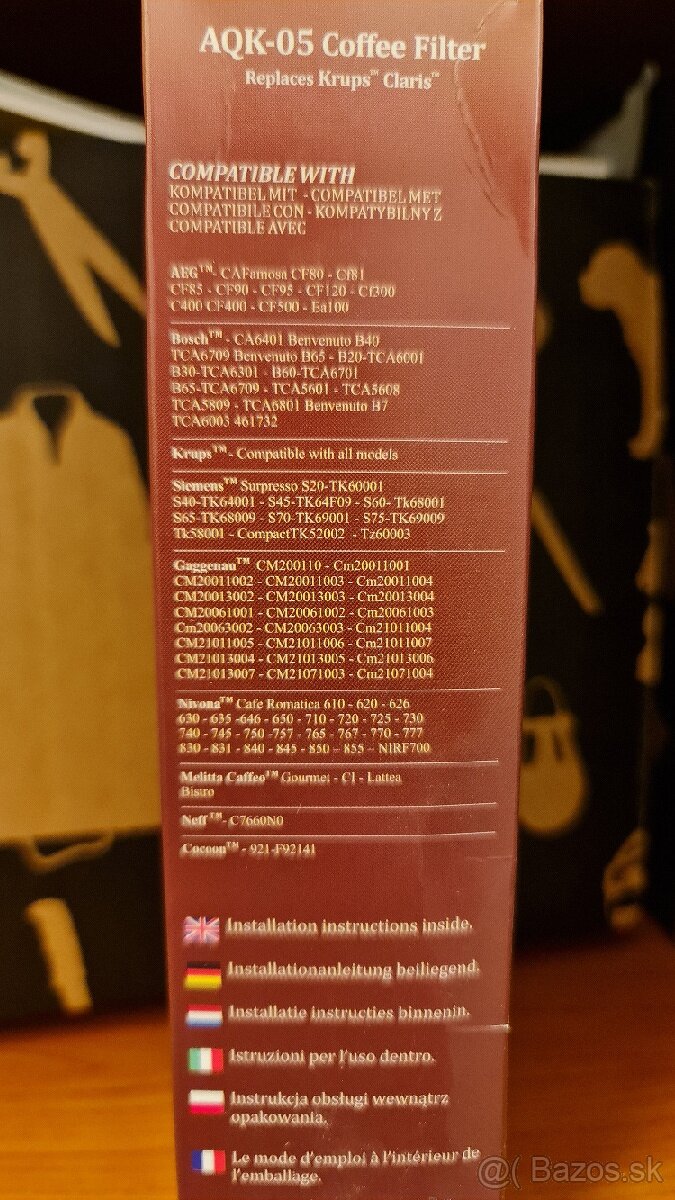 AQK-05 Coffee Filter
Replaces Krups™ Claris™
COMPATIBLE WITH
KOMPATIBEL MIT - COMPATIBEL MET
COMPATIBILE CON - KOMPATYBILNY Z
COMPATIBLE AVEC
AEG™- CAFamosa CF80 - Cf81
CF85 - CF90 - CF95 - CF120 - Cf300
C400 CF400 - CF500 - Ea100
Bosch™ - CA6401 Benvenuto B40
TCA6709 Benvenuto B65 - B20-TCA6001
B30-TCA6301 - B60-TCA6701
B65-TCA6709 - TCA5601 - TCA5608
TCA5809 - TCA6801 Benvenuto B7
TCA6003 461732
Krups™- Compatible with all models
Siemens™ Surpresso S20-TK60001
S40-TK64001 - S45-TK64F09 - S60- Tk68001
S65-TK68009 - S70-TK69001 - S75-TK69009
Tk58001 - CompactTK52002 - Tz60003
Gaggenau™ CM200110 - Cm20011001
CM20011002 - CM20011003 - Cm20011004
CM20013002 - CM20013003 - Cm20013004
CM20061001 - CM20061002 - Cm20061003
Cm20063002 - CM20063003 - Cm21011004
CM21011005 - CM21011006 - Cm21011007
CM21013004 - CM21013005 - Cm21013006
CM21013007 - CM21071003 - Cm21071004
Nivona™ Cafe Romatica 610 - 620 - 626
630 - 635 -646 - 650 - 710 - 720 - 725 - 730
740 - 745 - 750 -757 - 765 - 767 - 770 - 777
830 - 831 - 840 - 845 - 850 - 855 - NIRF700
Melitta Caffeo™ Gourmet - CI - Lattea
Bistro
Neff ™- C7660N0
Cocoon™ - 921-F92141
Installation instructions inside.
Installationanleitung beiliegend.
Installatie instructies binnenin.
Istruzioni per l'uso dentro.
Instrukcja obsługi wewnątrz
opakowania.
Le mode d'emploi à l'intérieur de
l'emballage.
@( Bazos.sk